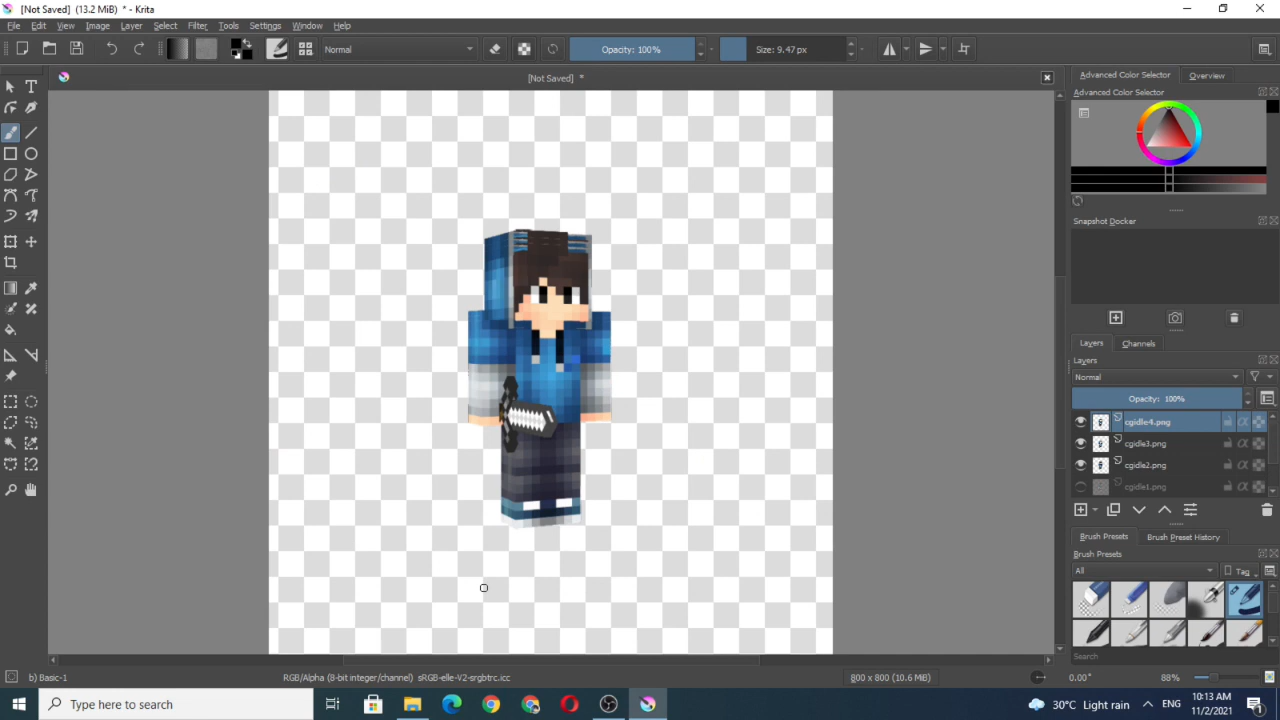 [Not Saved] (13.2 MiB) * - Krita
File Edit View Image Layer Select Filter Tools Settings Window Help
Normal
Opacity: 100%
Size: 9.47 px
[Not Saved] *
Advanced Color Selector Overview
Advanced Color Selector
Snapshot Docker
Layers Channels
Layers
Normal
Opacity: 100%
cgidle4.png
cgidle3.png
cgidle2.png
cgidle1.png
Brush Presets Brush Preset History
Brush Presets
All
Tag
Search
b) Basic-1
RGB/Alpha (8-bit integer/channel) sRGB-elle-V2-srgbtrc.icc
800 x 800 (10.6 MiB)
0.00°
88%
Type here to search
30°C Light rain
ENG
10:13 AM
11/2/2021
1